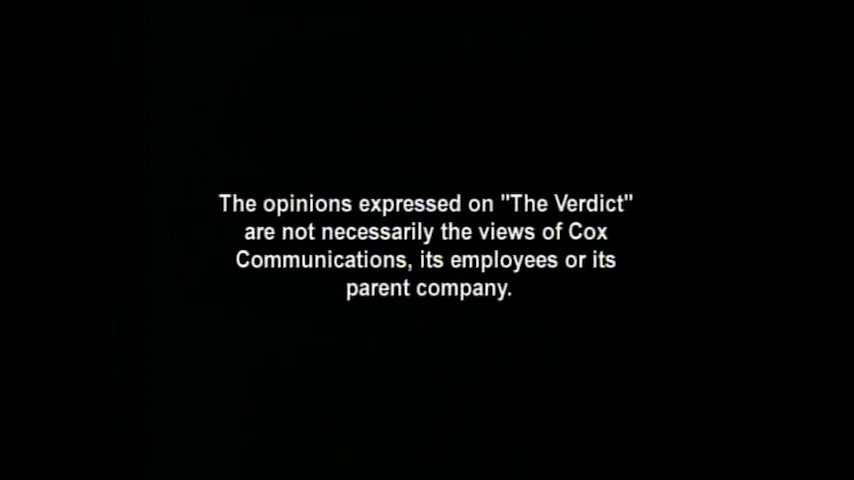 The opinions expressed on "The Verdict"
are not necessarily the views of Cox
Communications, its employees or its
parent company.